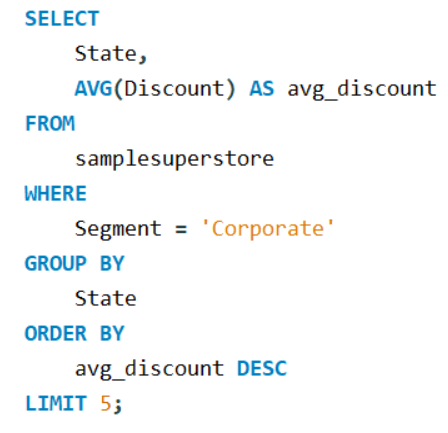 SELECT
State,
AVG(Discount) AS avg_discount
FROM
samplesuperstore
WHERE
Segment = 'Corporate'
GROUP BY
State
ORDER BY
avg_discount DESC
LIMIT 5;